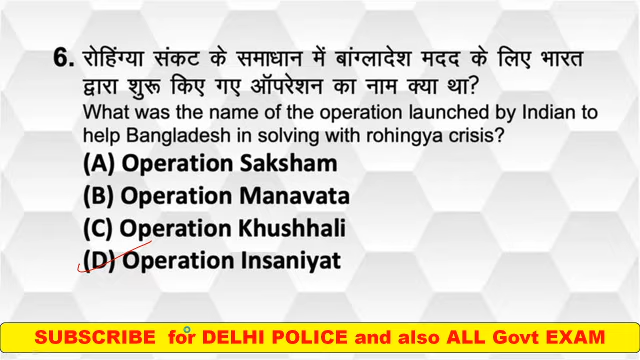 6. रोहिंग्या संकट के समाधान में बांग्लादेश मदद के लिए भारत
द्वारा शुरू किए गए ऑपरेशन का नाम क्या था?
What was the name of the operation launched by Indian to
help Bangladesh in solving with rohingya crisis?
(A) Operation Saksham
(B) Operation Manavata
(C) Operation Khushhali
(D) Operation Insaniyat
SUBSCRIBE for DELHI POLICE and also ALL Govt EXAM